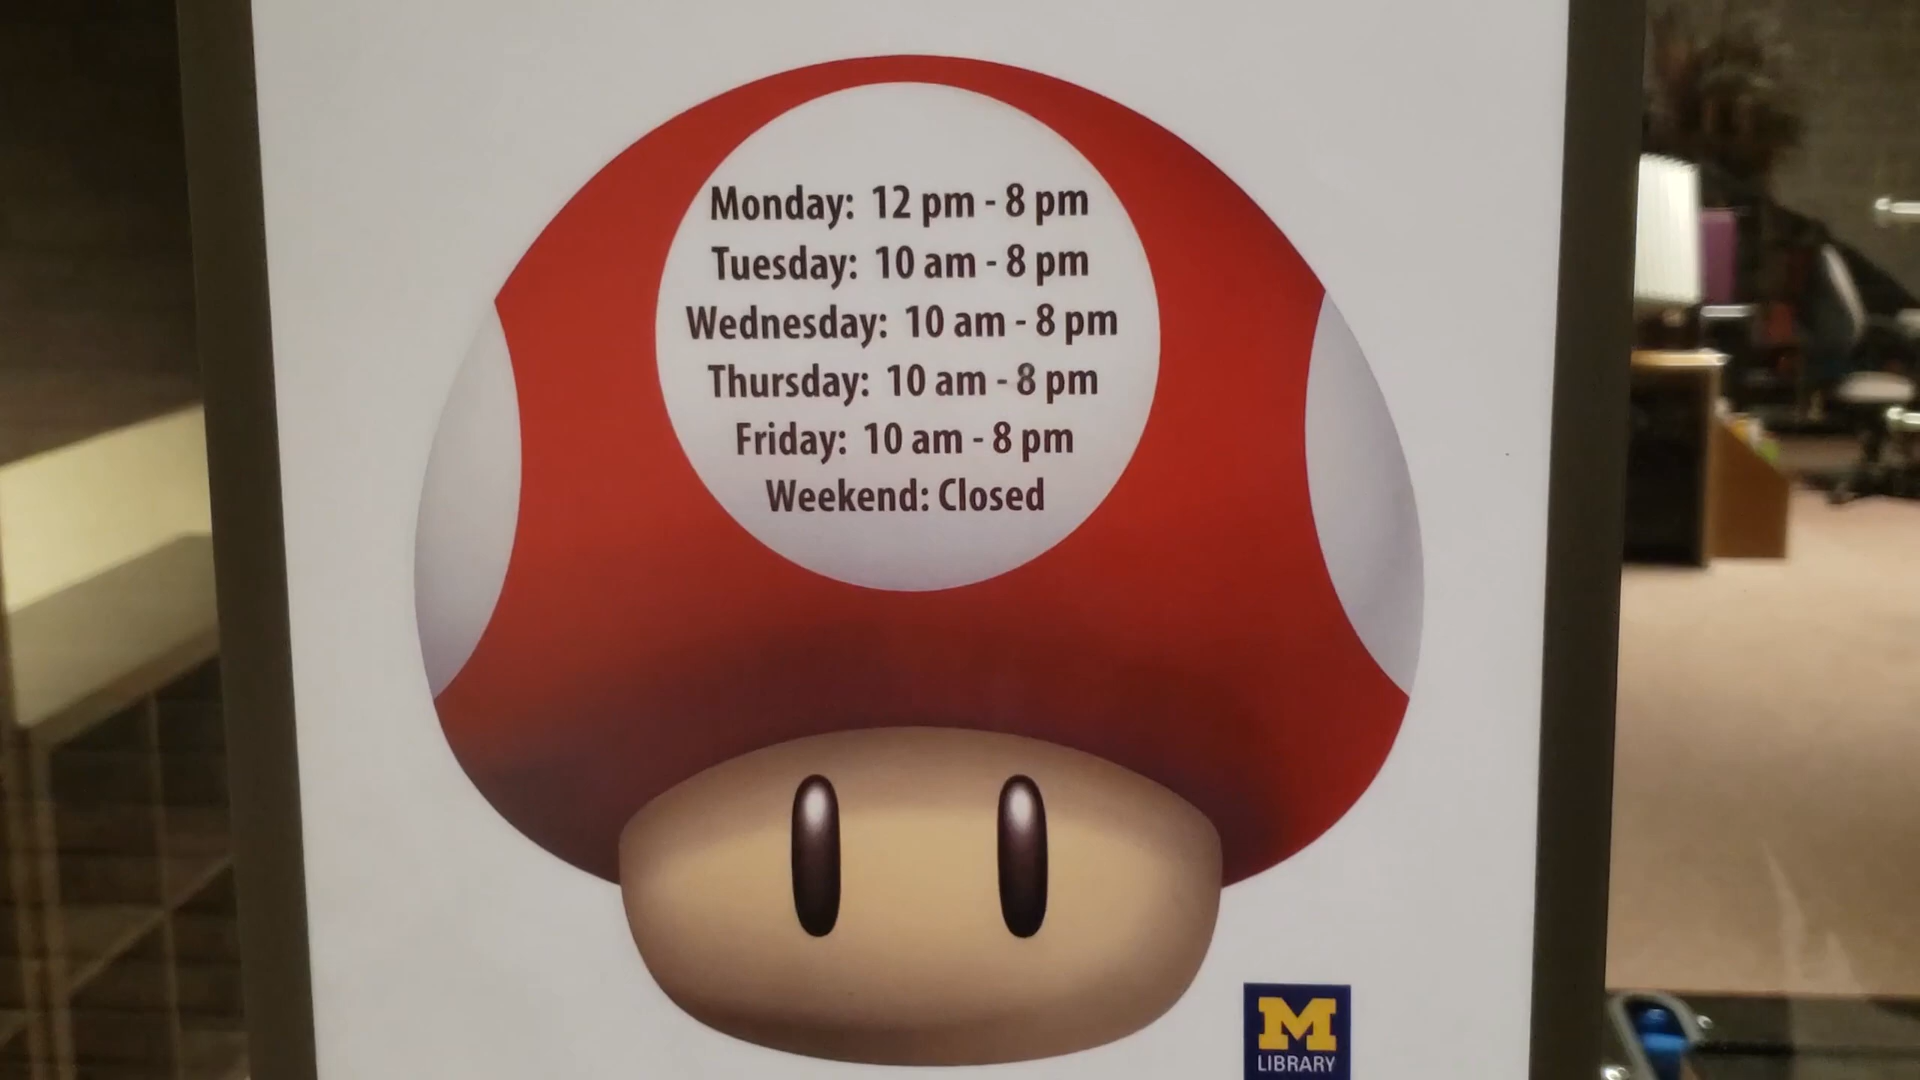 Monday: 12 pm - 8 pm
Tuesday: 10 am - 8 pm
Wednesday: 10 am - 8 pm
Thursday: 10 am - 8 pm
Friday: 10 am - 8 pm
Weekend: Closed
M
LIBRARY